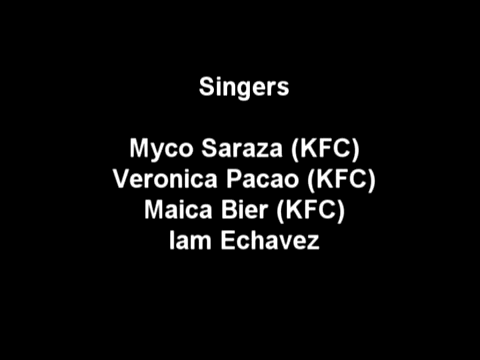 Singers
Myco Saraza (KFC)
Veronica Pacao (KFC)
Maica Bier (KFC)
Iam Echavez